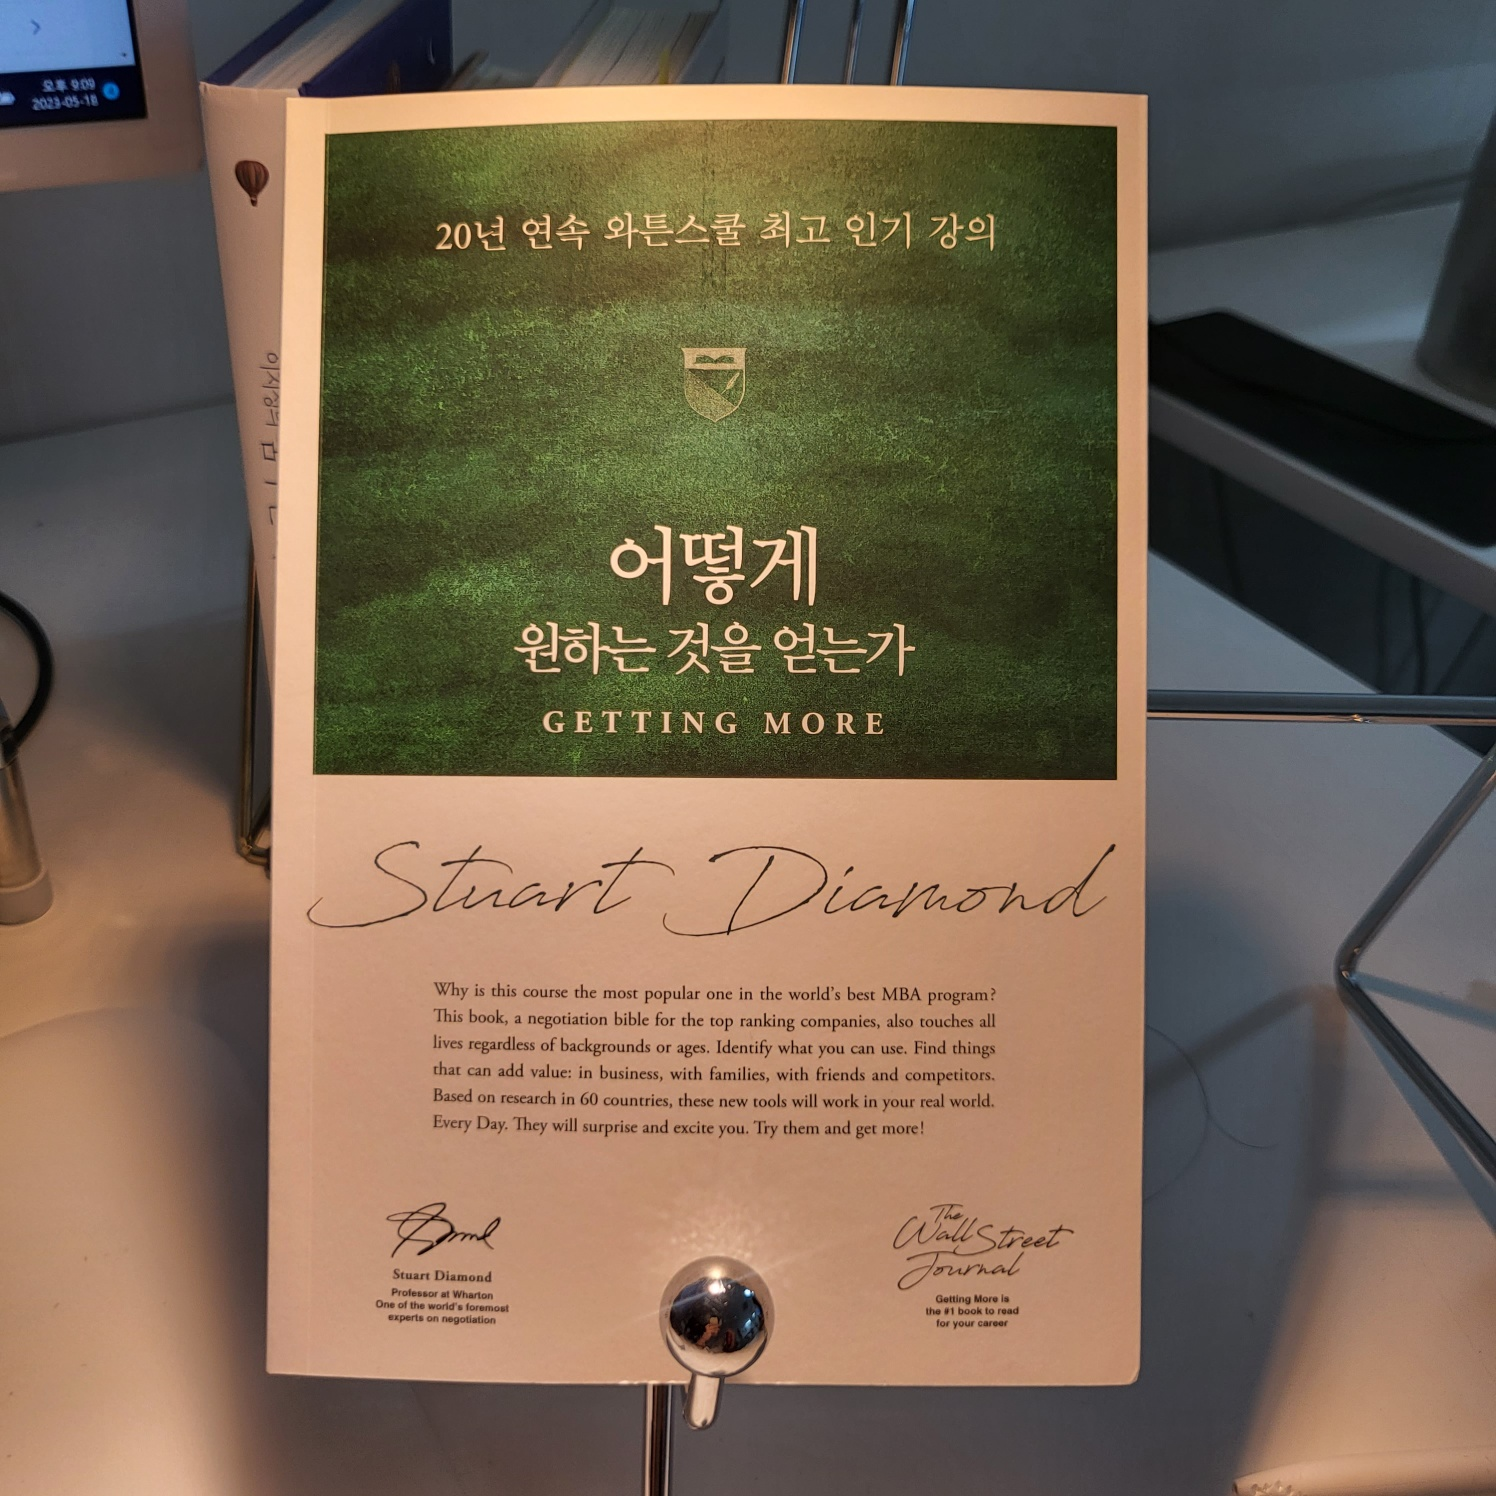 오후 9:09
2023-05-18
20년 연속 와튼스쿨 최고 인기 강의
어떻게
원하는 것을 얻는가
GETTING MORE
Stuart Diamond
Why is this course the most popular one in the world's best MBA program?
This book, a negotiation bible for the top ranking companies, also touches all
lives regardless of backgrounds or ages. Identify what you can use. Find things
that can add value: in business, with families, with friends and competitors.
Based on research in 60 countries, these new tools will work in your real world.
Every Day. They will surprise and excite you. Try them and get more!
Stuart Diamond
Professor at Wharton
One of the world's foremost
experts on negotiation
The
Wall Street
Journal
Getting More is
the #1 book to read
for your career